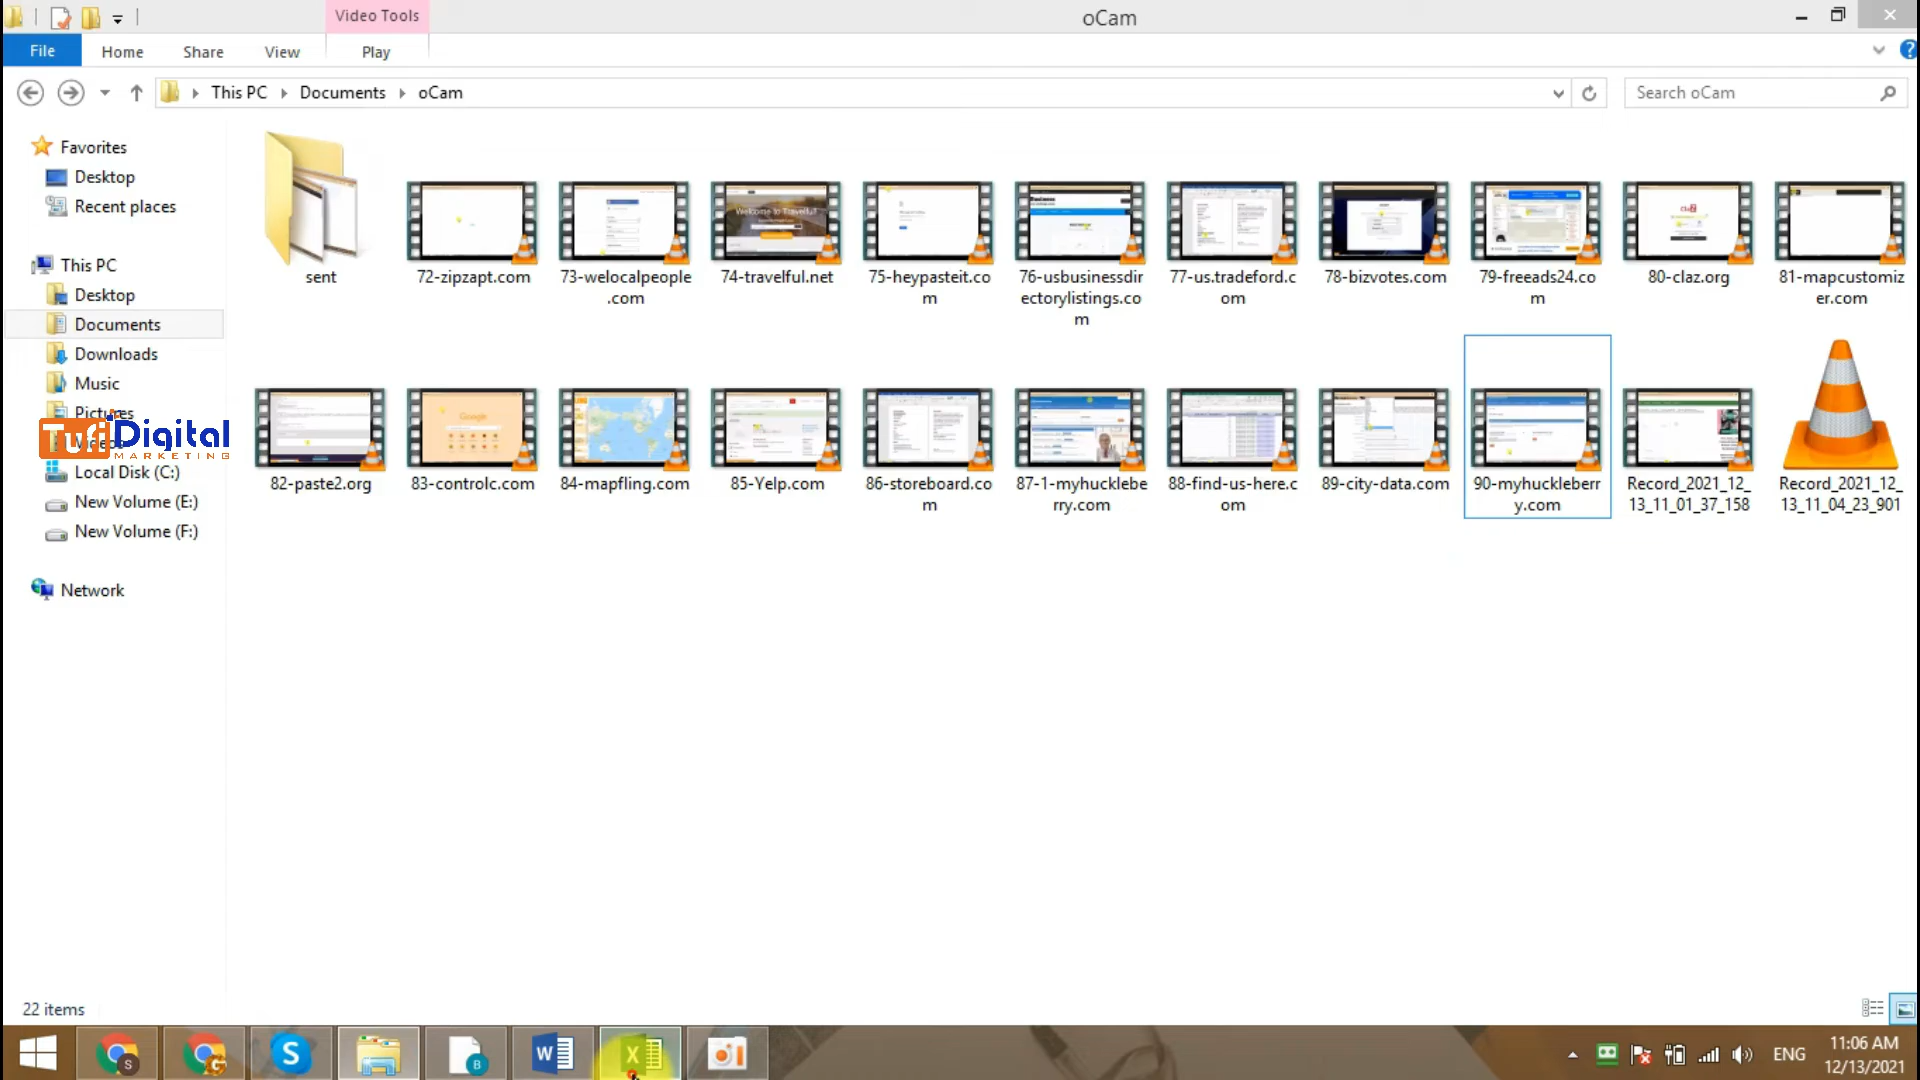 Video Tools
oCam
File
Home
Share
View
Play
This PC
Documents
oCam
Search oCam
Favorites
Desktop
Recent places
This PC
Desktop
Documents
Downloads
Music
Pictures
Videos
Tufi Digital
MARKETING
Local Disk (C:)
New Volume (E:)
New Volume (F:)
Network
sent
72-zipzapt.com
73-welocalpeople
.com
74-travelful.net
75-heypasteit.co
m
76-usbusinessdir
ectorylistings.co
m
77-us.tradeford.c
om
78-bizvotes.com
79-freeads24.co
m
80-claz.org
81-mapcustomiz
er.com
82-paste2.org
83-controlc.com
84-mapfling.com
85-Yelp.com
86-storeboard.co
m
87-1-myhucklebe
rry.com
88-find-us-here.c
om
89-city-data.com
90-myhuckleberr
y.com
Record_2021_12_
13_11_01_37_158
Record_2021_12_
13_11_04_23_901
22 items
ENG
11:06 AM
12/13/2021